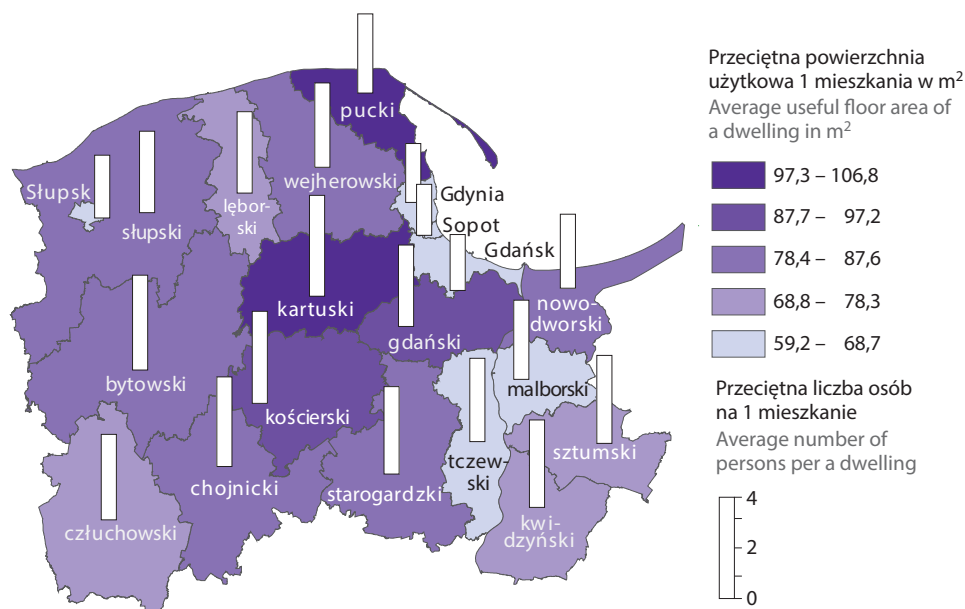 pucki
wejherowski
Gdynia
Sopot
Słupsk
słupski
lębor-
ski
Gdańsk
kartuski
gdański
nowo-
dworski
bytowski
kościerski
malborski
sztumski
tczew-
ski
chojnicki
starogardzki
człuchowski
kwi-
dzyński
Przeciętna powierzchnia
użytkowa 1 mieszkania w m²
Average useful floor area of
a dwelling in m²
97,3 – 106,8
87,7 – 97,2
78,4 – 87,6
68,8 – 78,3
59,2 – 68,7
Przeciętna liczba osób
na 1 mieszkanie
Average number of
persons per a dwelling
4
2
0